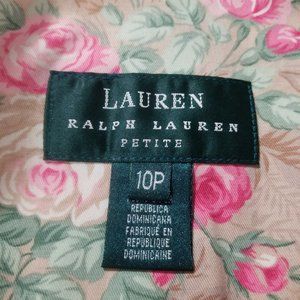 LAUREN
RALPH LAUREN
PETITE
10P
REPUBLICA
DOMINICANA
FABRIQUÉ EN
REPUBLIQUE
DOMINICAINE